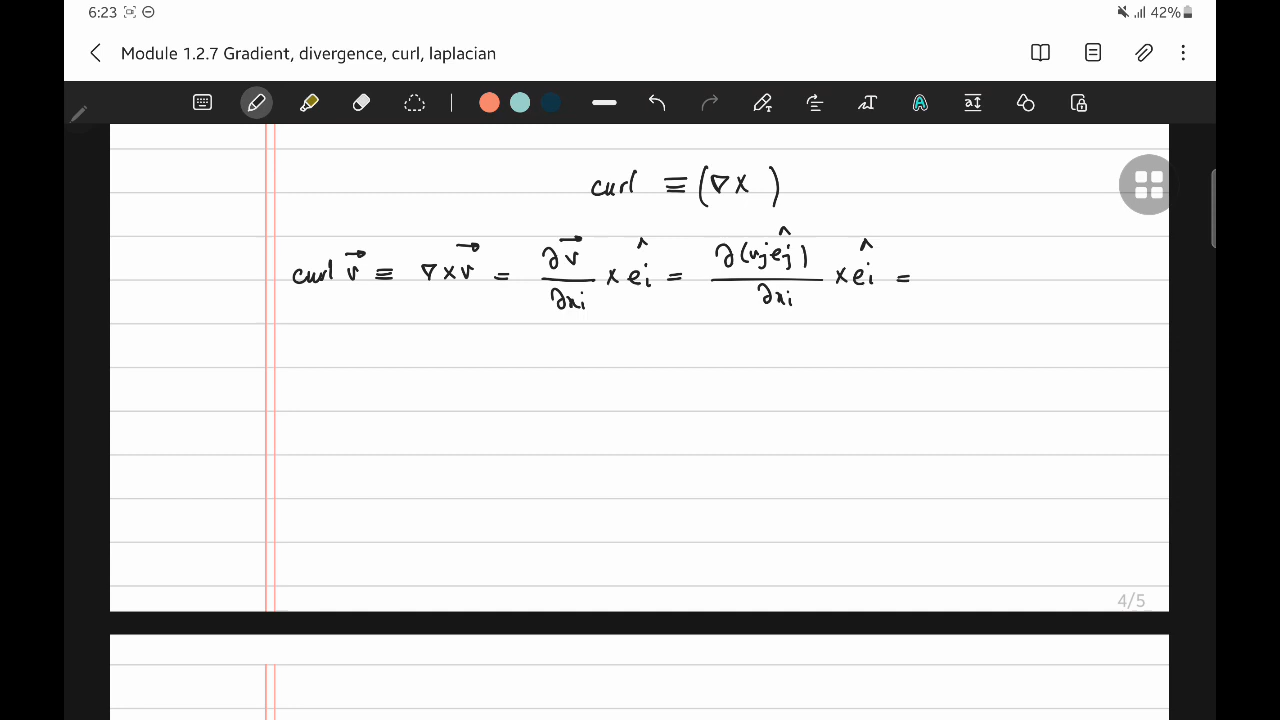 6:23 42%
Module 1.2.7 Gradient, divergence, curl, laplacian
curl ≡ (∇ × )
curl v⃗ ≡ ∇ × v⃗ = ∂v⃗/∂xi × êi = ∂(vjêj)/∂xi × êi =
4/5